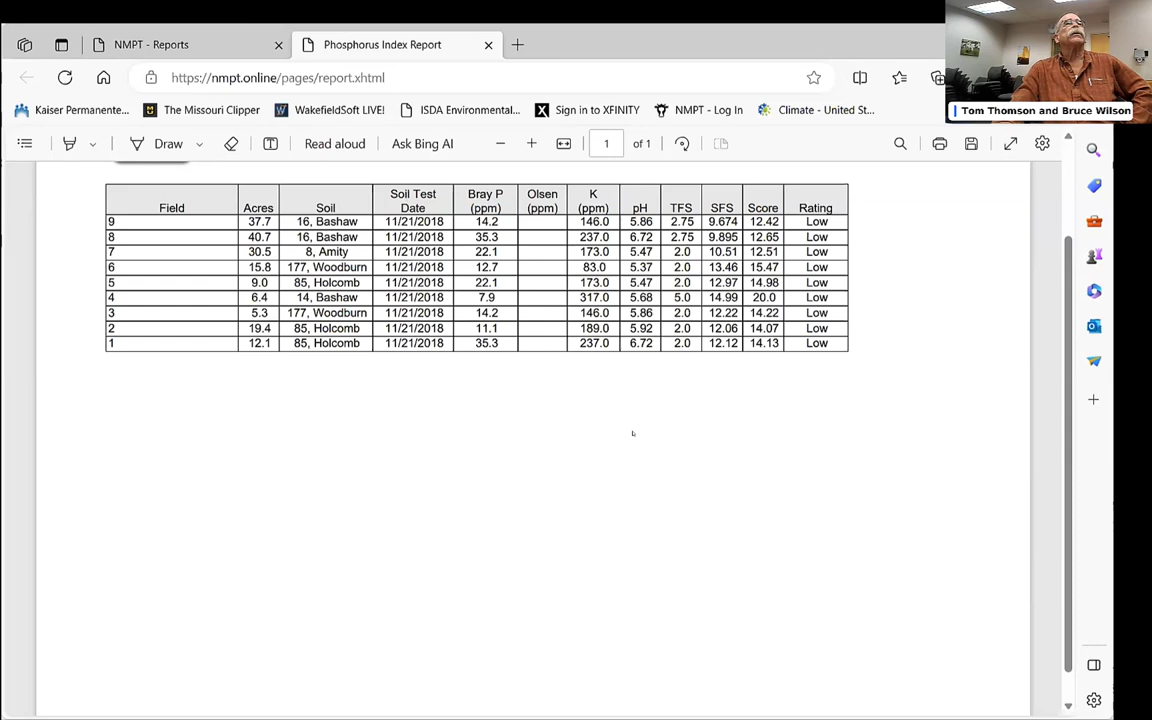 NMPT - Reports
Phosphorus Index Report
https://nmpt.online/pages/report.xhtml
Kaiser Permanente... The Missouri Clipper WakefieldSoft LIVE! ISDA Environmental... Sign in to XFINITY NMPT - Log In Climate - United St...
Tom Thomson and Bruce Wilson
Draw Read aloud Ask Bing AI 1 of 1
Field Acres Soil Soil Test Date Bray P (ppm) Olsen (ppm) K (ppm) pH TFS SFS Score Rating
9 37.7 16, Bashaw 11/21/2018 14.2 146.0 5.86 2.75 9.674 12.42 Low
8 40.7 16, Bashaw 11/21/2018 35.3 237.0 6.72 2.75 9.895 12.65 Low
7 30.5 8, Amity 11/21/2018 22.1 173.0 5.47 2.0 10.51 12.51 Low
6 15.8 177, Woodburn 11/21/2018 12.7 83.0 5.37 2.0 13.46 15.47 Low
5 9.0 85, Holcomb 11/21/2018 22.1 173.0 5.47 2.0 12.97 14.98 Low
4 6.4 14, Bashaw 11/21/2018 7.9 317.0 5.68 5.0 14.99 20.0 Low
3 5.3 177, Woodburn 11/21/2018 14.2 146.0 5.86 2.0 12.22 14.22 Low
2 19.4 85, Holcomb 11/21/2018 11.1 189.0 5.92 2.0 12.06 14.07 Low
1 12.1 85, Holcomb 11/21/2018 35.3 237.0 6.72 2.0 12.12 14.13 Low